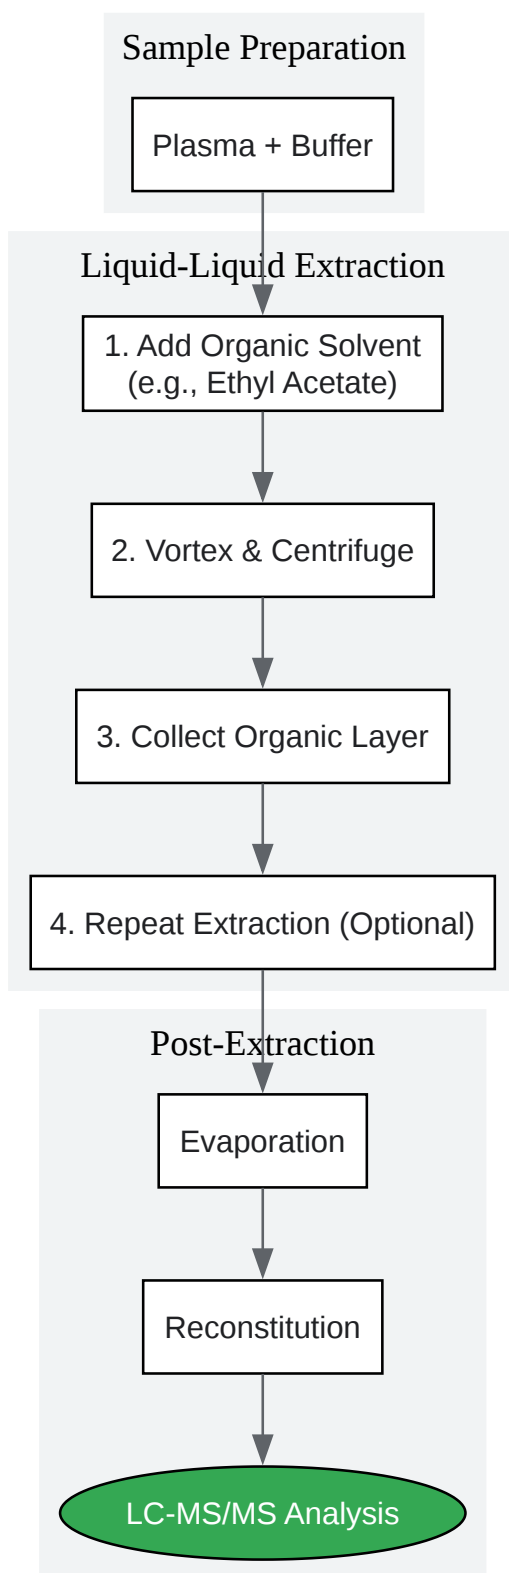 Sample Preparation
Plasma + Buffer
Liquid-Liquid Extraction
1. Add Organic Solvent
(e.g., Ethyl Acetate)
2. Vortex & Centrifuge
3. Collect Organic Layer
4. Repeat Extraction (Optional)
Post-Extraction
Evaporation
Reconstitution
LC-MS/MS Analysis